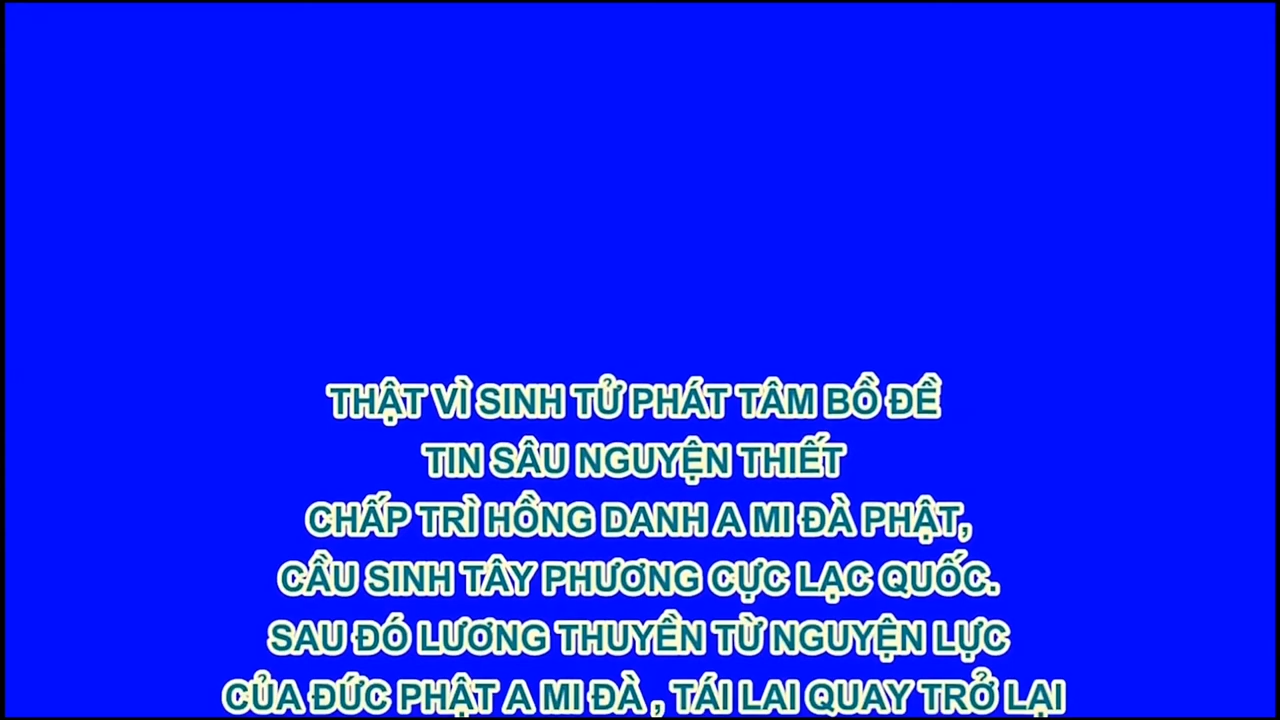 THẬT VÌ SINH TỬ PHÁT TÂM BỒ ĐỀ
TIN SÂU NGUYỆN THIẾT
CHẤP TRÌ HỒNG DANH A MI ĐÀ PHẬT,
CẦU SINH TÂY PHƯƠNG CỰC LẠC QUỐC.
SAU ĐÓ LƯƠNG THUYỀN TỪ NGUYỆN LỰC
CỦA ĐỨC PHẬT A MI ĐÀ , TÁI LAI QUAY TRỞ LẠI